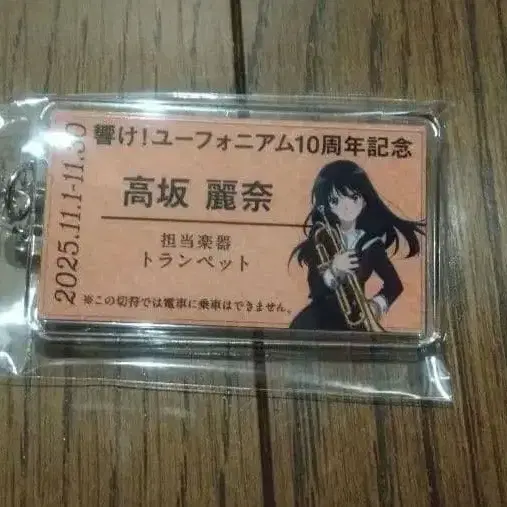 響け！ユーフォニアム10周年記念
高坂 麗奈
担当楽器
トランペット
※この切符では電車に乗車はできません。
2025.11.1-11.30